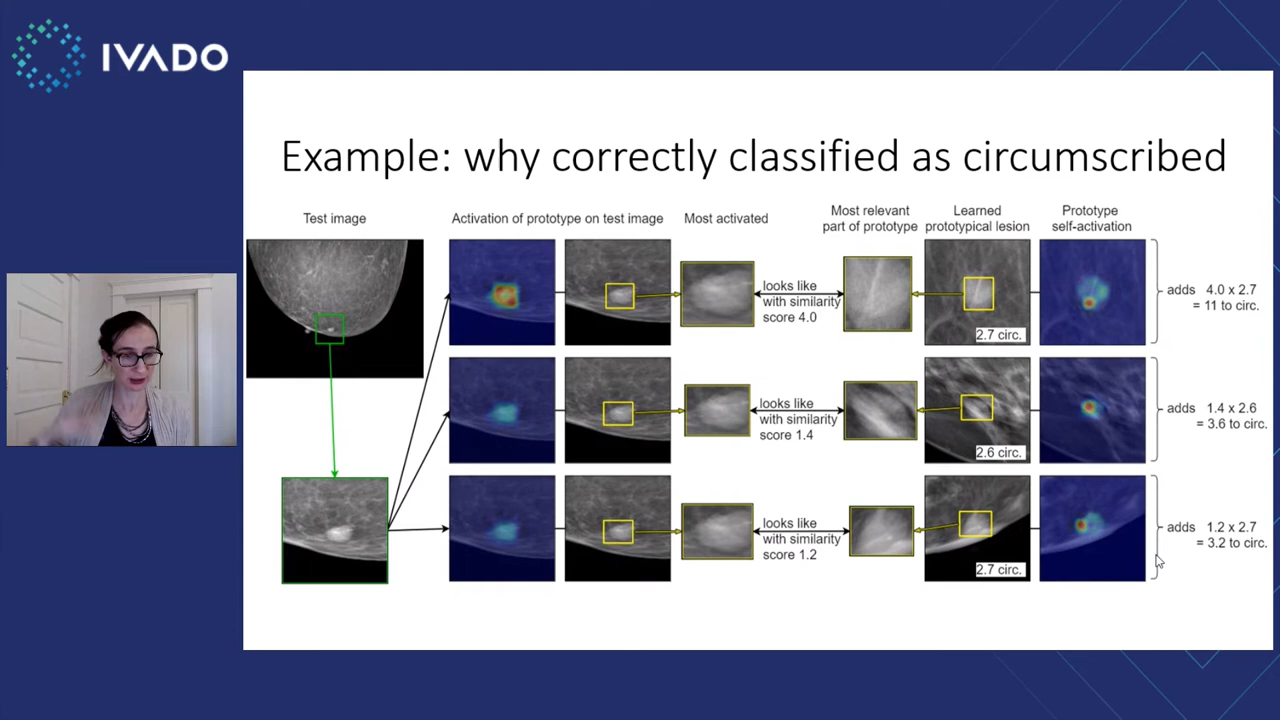 IVADO
Example: why correctly classified as circumscribed
Test image
Activation of prototype on test image
Most activated
Most relevant
part of prototype
Learned
prototypical lesion
Prototype
self-activation
looks like
with similarity
score 4.0
2.7 circ.
adds 4.0 x 2.7
= 11 to circ.
looks like
with similarity
score 1.4
2.6 circ.
adds 1.4 x 2.6
= 3.6 to circ.
looks like
with similarity
score 1.2
2.7 circ.
adds 1.2 x 2.7
= 3.2 to circ.